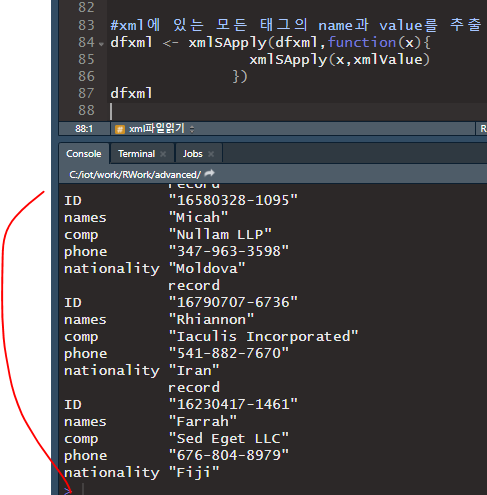 82
83 #xml에 있는 모든 태그의 name과 value를 추출
84 dfxml <- xmlSApply(dfxml,function(x){
85 xmlSApply(x,xmlValue)
86 })
87 dfxml
88
88:1 # xml파일읽기 R
Console Terminal Jobs
C:/iot/work/RWork/advanced/
record
ID "16580328-1095"
names "Micah"
comp "Nullam LLP"
phone "347-963-3598"
nationality "Moldova"
record
ID "16790707-6736"
names "Rhiannon"
comp "Iaculis Incorporated"
phone "541-882-7670"
nationality "Iran"
record
ID "16230417-1461"
names "Farrah"
comp "Sed Eget LLC"
phone "676-804-8979"
nationality "Fiji"
>